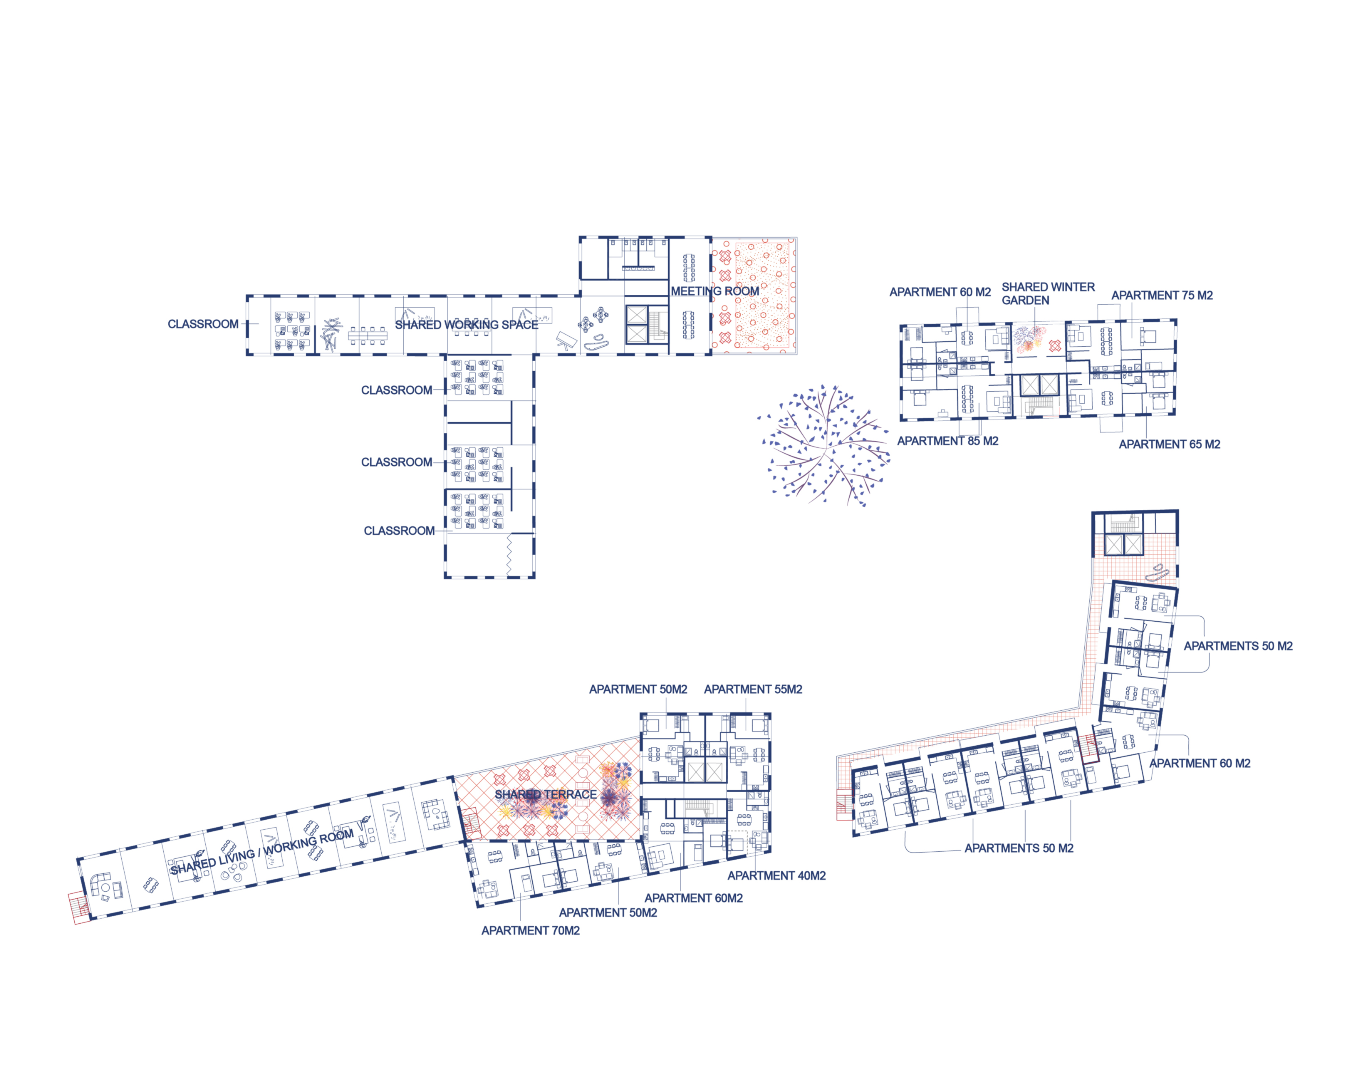 MEETING ROOM
CLASSROOM
SHARED WORKING SPACE
CLASSROOM
CLASSROOM
CLASSROOM
APARTMENT 60 M2
SHARED WINTER
GARDEN
APARTMENT 75 M2
APARTMENT 85 M2
APARTMENT 65 M2
APARTMENTS 50 M2
APARTMENT 60 M2
APARTMENTS 50 M2
APARTMENT 50M2
APARTMENT 55M2
SHARED TERRACE
SHARED LIVING / WORKING ROOM
APARTMENT 40M2
APARTMENT 60M2
APARTMENT 50M2
APARTMENT 70M2